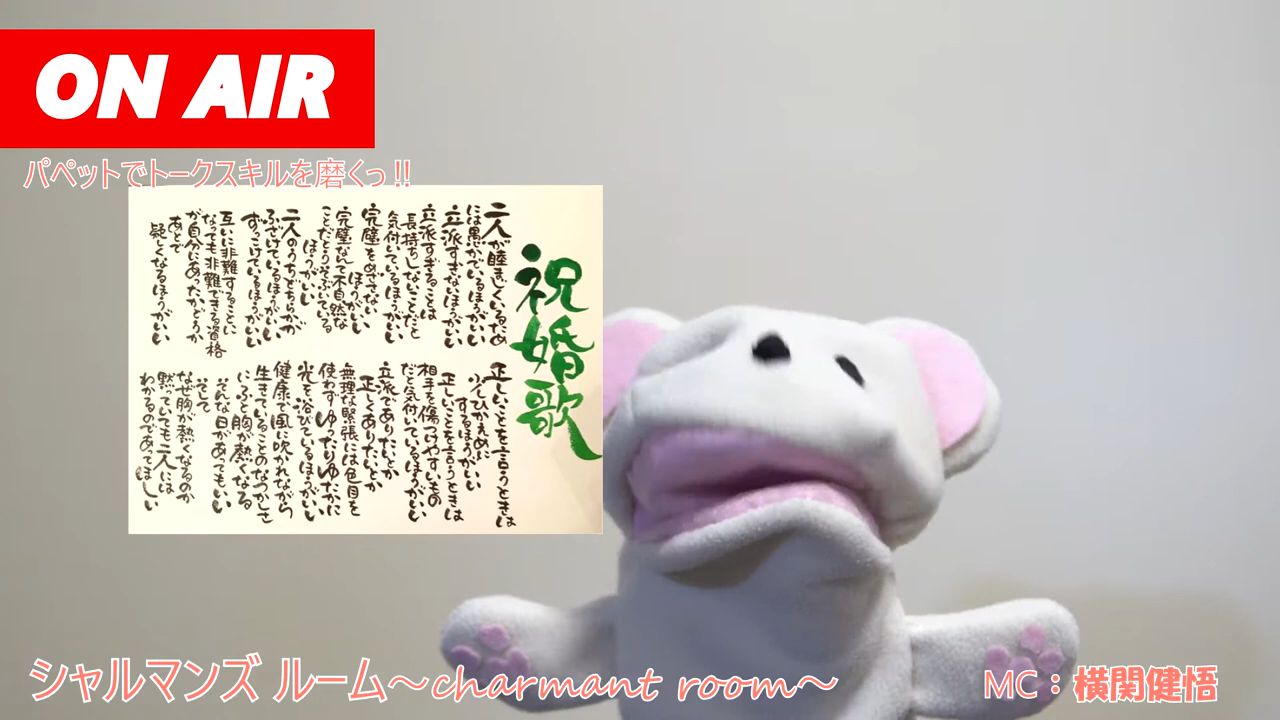 ON AIR
パペットでトークスキルを磨くっ!!
祝婚歌
二人が睦まじくいるため
には愚かでいるほうがいい
立派すぎないほうがいい
立派すぎることは
長持ちしないことだと
気付いているほうがいい
完璧をめざさない
ほうがいい
完璧なんて不自然な
ことだとうそぶいている
ほうがいい
二人のうちどちらかが
ふざけているほうがいい
ずっこけているほうがいい
互いに非難することに
なっても非難できる資格
が自分にあったかどうか
あとで
疑しくなるほうがいい
正しいことを言うときは
少しひかえめに
するほうがいい
正しいことを言うときは
相手を傷つけやすいもの
だと気付いているほうがいい
立派でありたいとか
正しくありたいとか
無理な緊張には色目を
使わずゆったりゆたかに
光を浴びているほうがいい
健康で風に吹かれながら
生きていることのなつかしさ
にふと胸が熱くなる
そんな日があってもいい
そして
なぜ胸が熱くなるのか
黙っていても二人には
わかるのであってほしい
シャルマンズ ルーム〜charmant room〜
MC：横関健悟